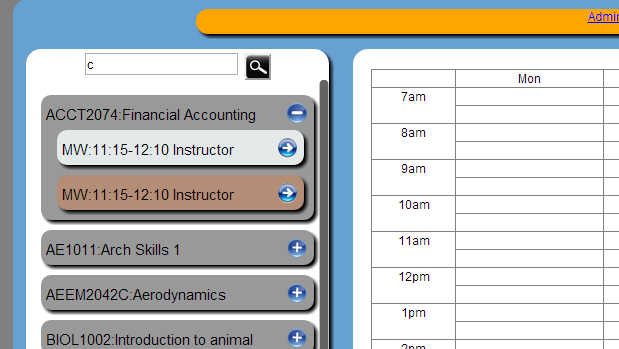 Admin
c
ACCT2074:Financial Accounting
MW:11:15-12:10 Instructor
MW:11:15-12:10 Instructor
AE1011:Arch Skills 1
AEEM2042C:Aerodynamics
BIOL1002:Introduction to animal
Mon
7am
8am
9am
10am
11am
12pm
1pm
2pm